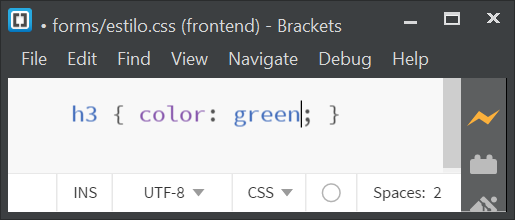 • forms/estilo.css (frontend) - Brackets
File Edit Find View Navigate Debug Help
h3 { color: green; }
INS UTF-8 CSS Spaces: 2